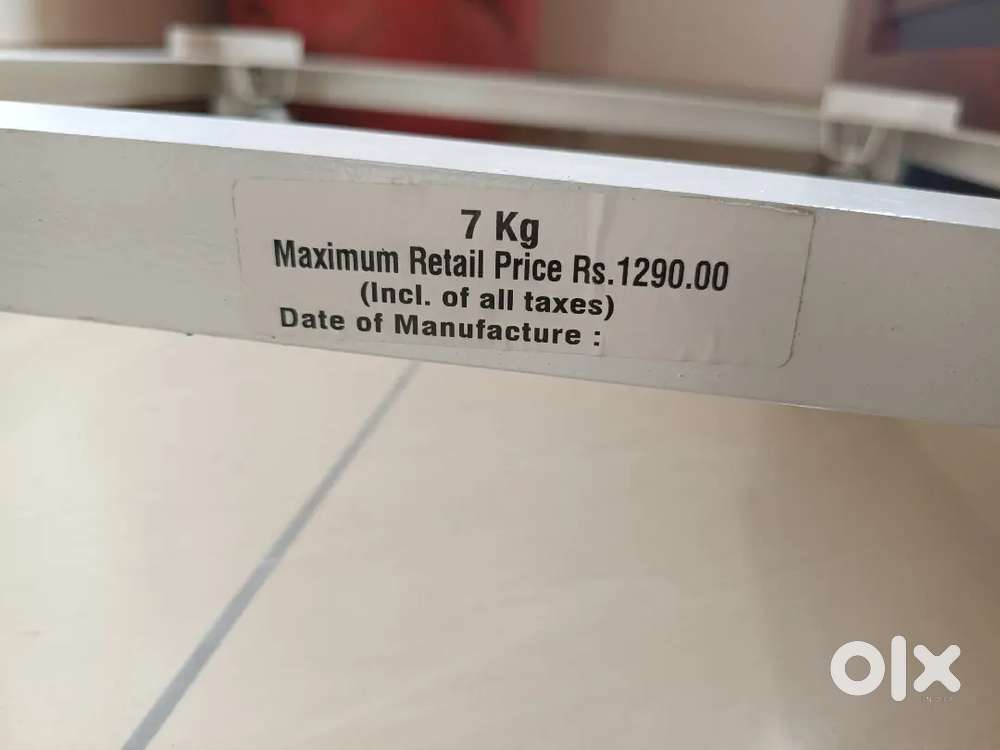 7 Kg
Maximum Retail Price Rs.1290.00
(Incl. of all taxes)
Date of Manufacture :
olx